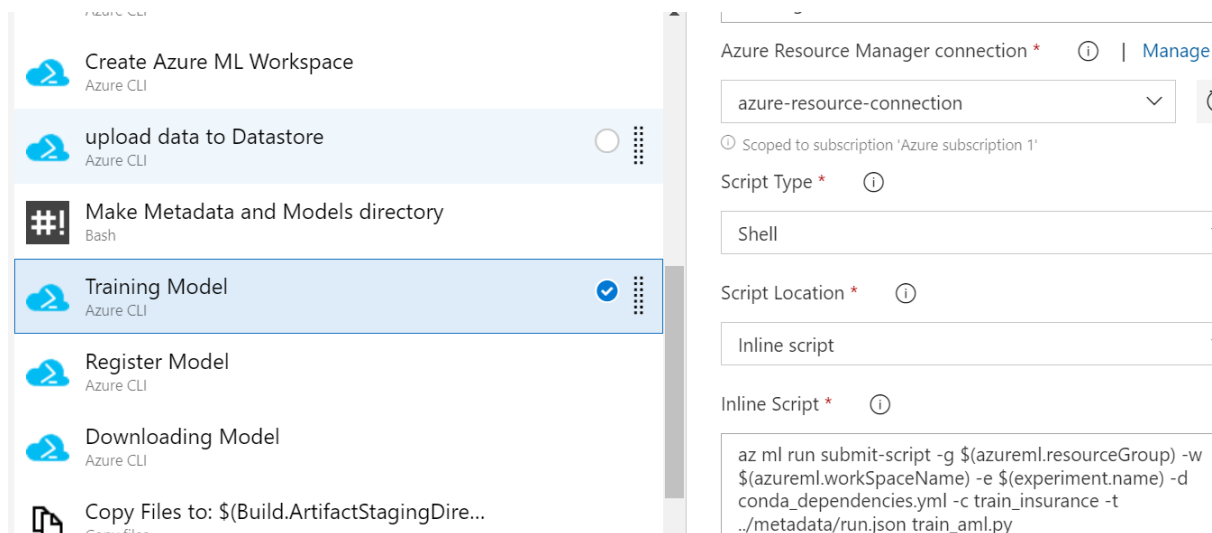 Azure CLI
Create Azure ML Workspace
Azure CLI
upload data to Datastore
Azure CLI
#!
Make Metadata and Models directory
Bash
Training Model
Azure CLI
Register Model
Azure CLI
Downloading Model
Azure CLI
Copy Files to: $(Build.ArtifactStagingDire...
Copy files
Azure Resource Manager connection * | Manage
azure-resource-connection
Scoped to subscription 'Azure subscription 1'
Script Type *
Shell
Script Location *
Inline script
Inline Script *
az ml run submit-script -g $(azureml.resourceGroup) -w
$(azureml.workSpaceName) -e $(experiment.name) -d
conda_dependencies.yml -c train_insurance -t
../metadata/run.json train_aml.py